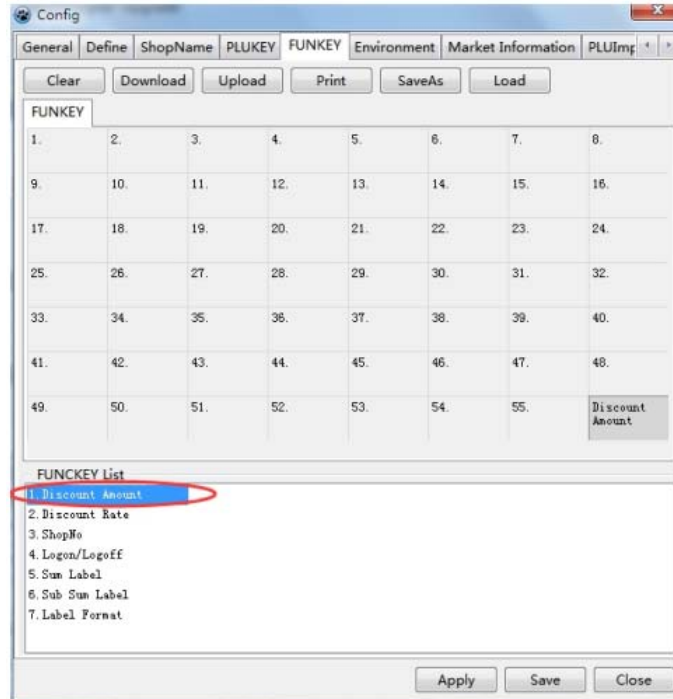 Config
General Define ShopName PLUKEY FUNKEY Environment Market Information PLUImp
Clear Download Upload Print SaveAs Load
FUNKEY
1. 2. 3. 4. 5. 6. 7. 8.
9. 10. 11. 12. 13. 14. 15. 16.
17. 18. 19. 20. 21. 22. 23. 24.
25. 26. 27. 28. 29. 30. 31. 32.
33. 34. 35. 36. 37. 38. 39. 40.
41. 42. 43. 44. 45. 46. 47. 48.
49. 50. 51. 52. 53. 54. 55. Discount
Amount
FUNCKEY List
1.Discount Amount
2.Discount Rate
3.ShopNo
4.Logon/Logoff
5.Sum Label
6.Sub Sum Label
7.Label Format
Apply Save Close